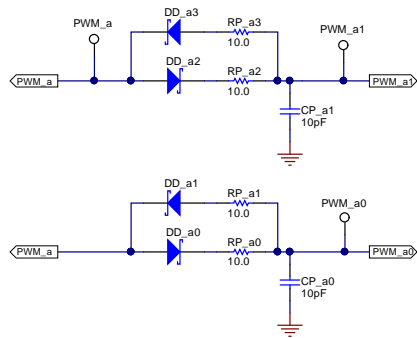 DD_a3
PWM_a
RP_a3
PWM_a1
10.0
DD_a2
RP_a2
PWM_a
10.0
PWM_a1
CP_a1
10pF
DD_a1
RP_a1
PWM_a0
10.0
DD_a0
RP_a0
PWM_a
10.0
PWM_a0
CP_a0
10pF